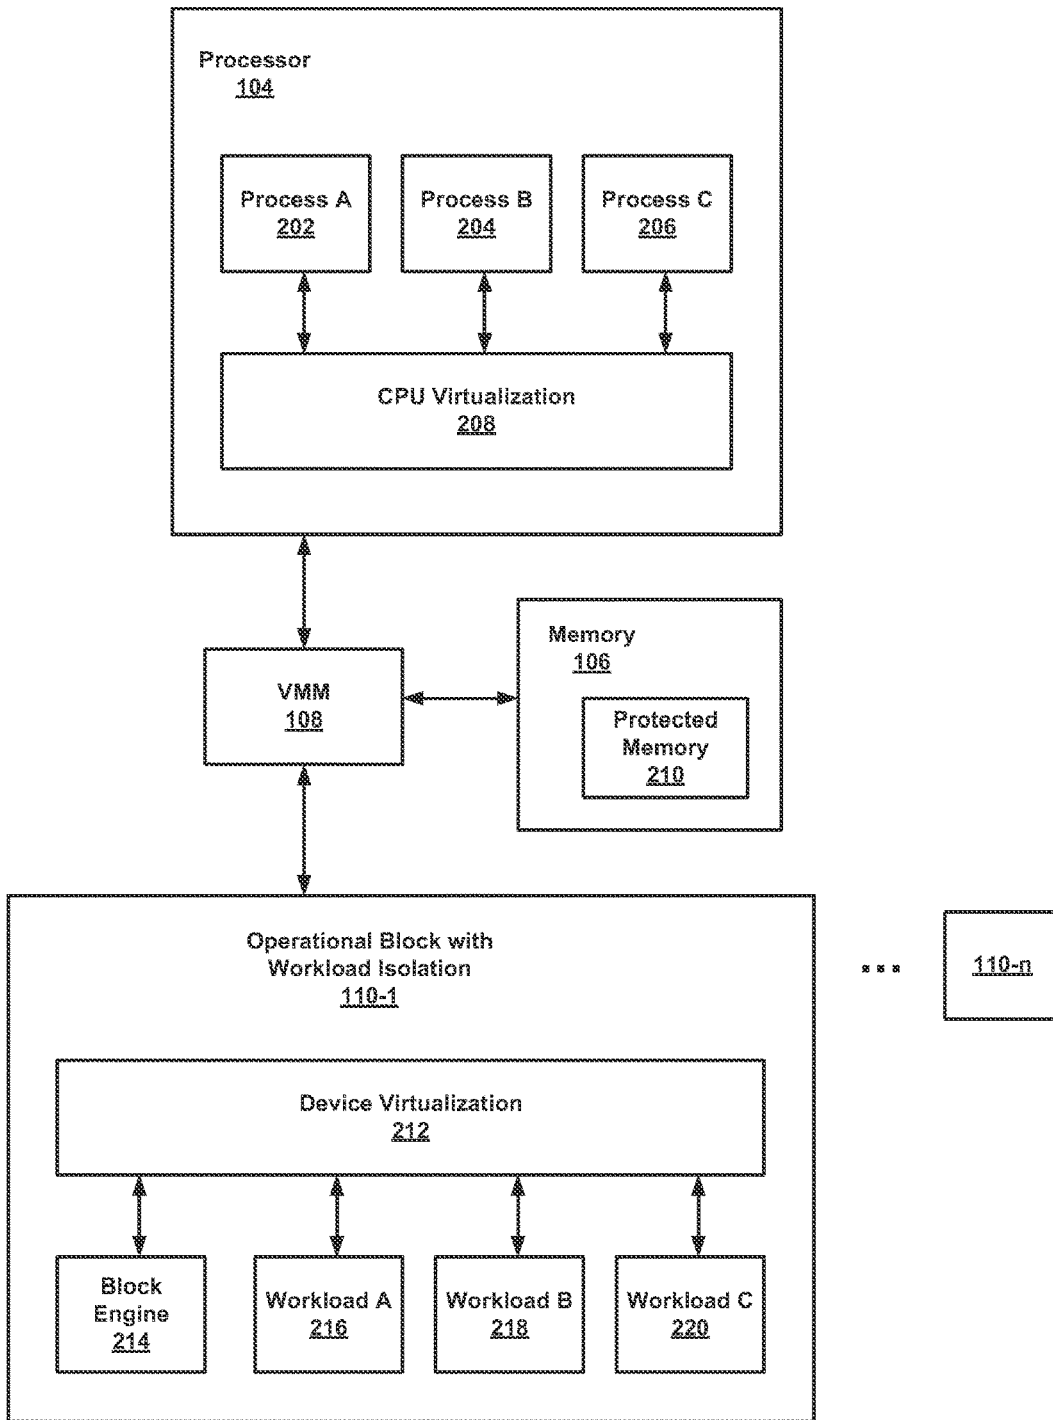 Processor
104
Process A
202
Process B
204
Process C
206
CPU Virtualization
208
VMM
108
Memory
106
Protected
Memory
210
Operational Block with
Workload Isolation
110-1
...
110-n
Device Virtualization
212
Block
Engine
214
Workload A
216
Workload B
218
Workload C
220